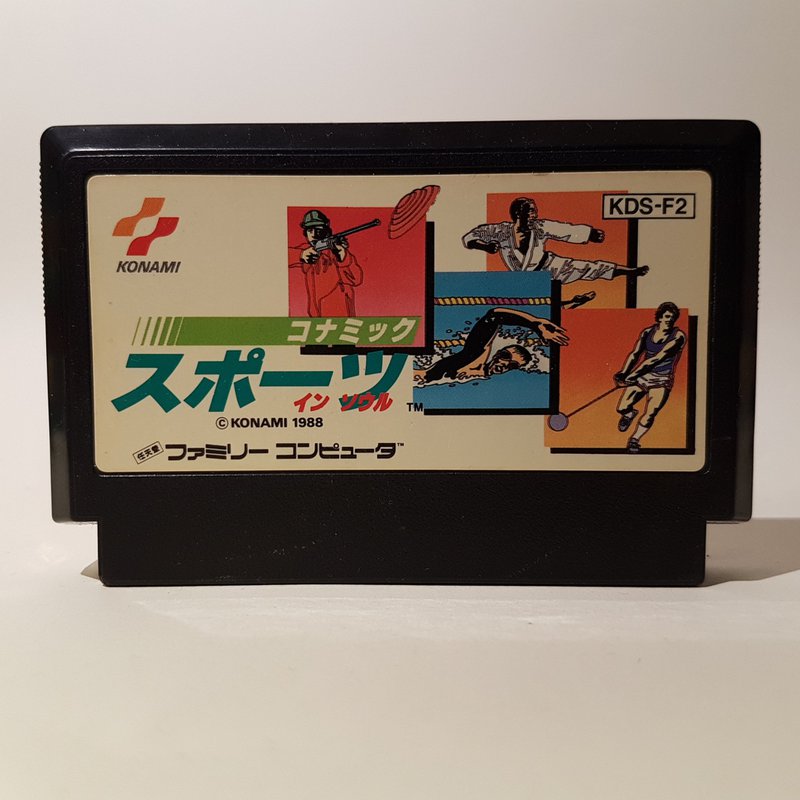 KONAMI
KDS-F2
コナミック
スポーツ
イン ソウル
TM
© KONAMI 1988
任天堂 ファミリー コンピュータ TM